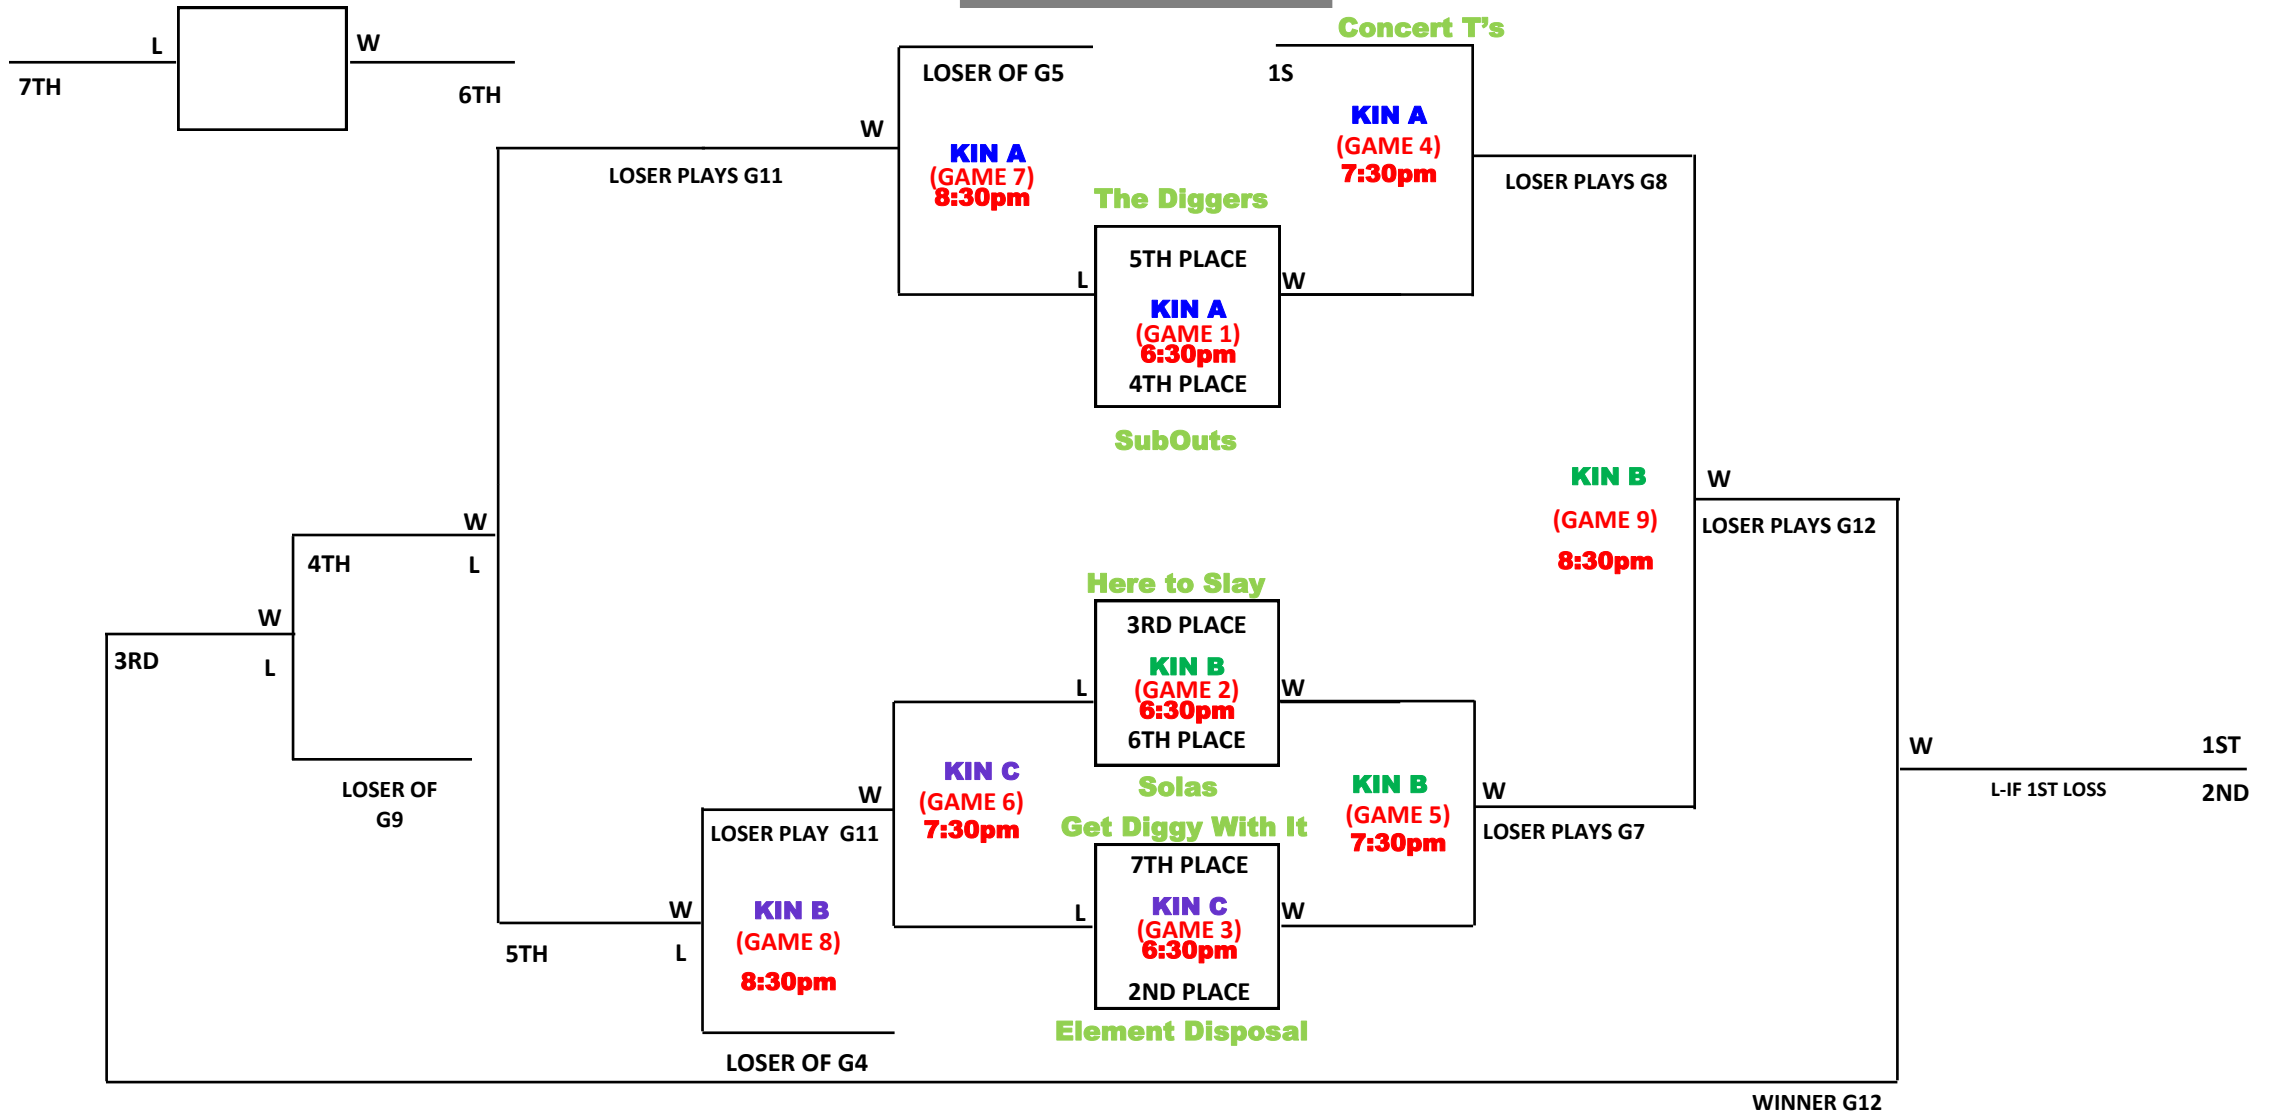 Concert T's
L
W
7TH
6TH
LOSER OF G5
1S
W
KIN A
(GAME 7)
8:30pm
KIN A
(GAME 4)
7:30pm
LOSER PLAYS G11
LOSER PLAYS G8
The Diggers
5TH PLACE
L
W
KIN A
(GAME 1)
6:30pm
4TH PLACE
SubOuts
KIN B
(GAME 9)
8:30pm
W
LOSER PLAYS G12
W
4TH
L
Here to Slay
3RD PLACE
KIN B
(GAME 2)
6:30pm
6TH PLACE
L
W
Solas
W
3RD
L
LOSER OF
G9
KIN C
(GAME 6)
7:30pm
KIN B
(GAME 5)
7:30pm
W
LOSER PLAY G11
W
LOSER PLAYS G7
Get Diggy With It
7TH PLACE
L
W
KIN C
(GAME 3)
6:30pm
2ND PLACE
Element Disposal
W
5TH
L
KIN B
(GAME 8)
8:30pm
LOSER OF G4
W
1ST
L-IF 1ST LOSS
2ND
WINNER G12